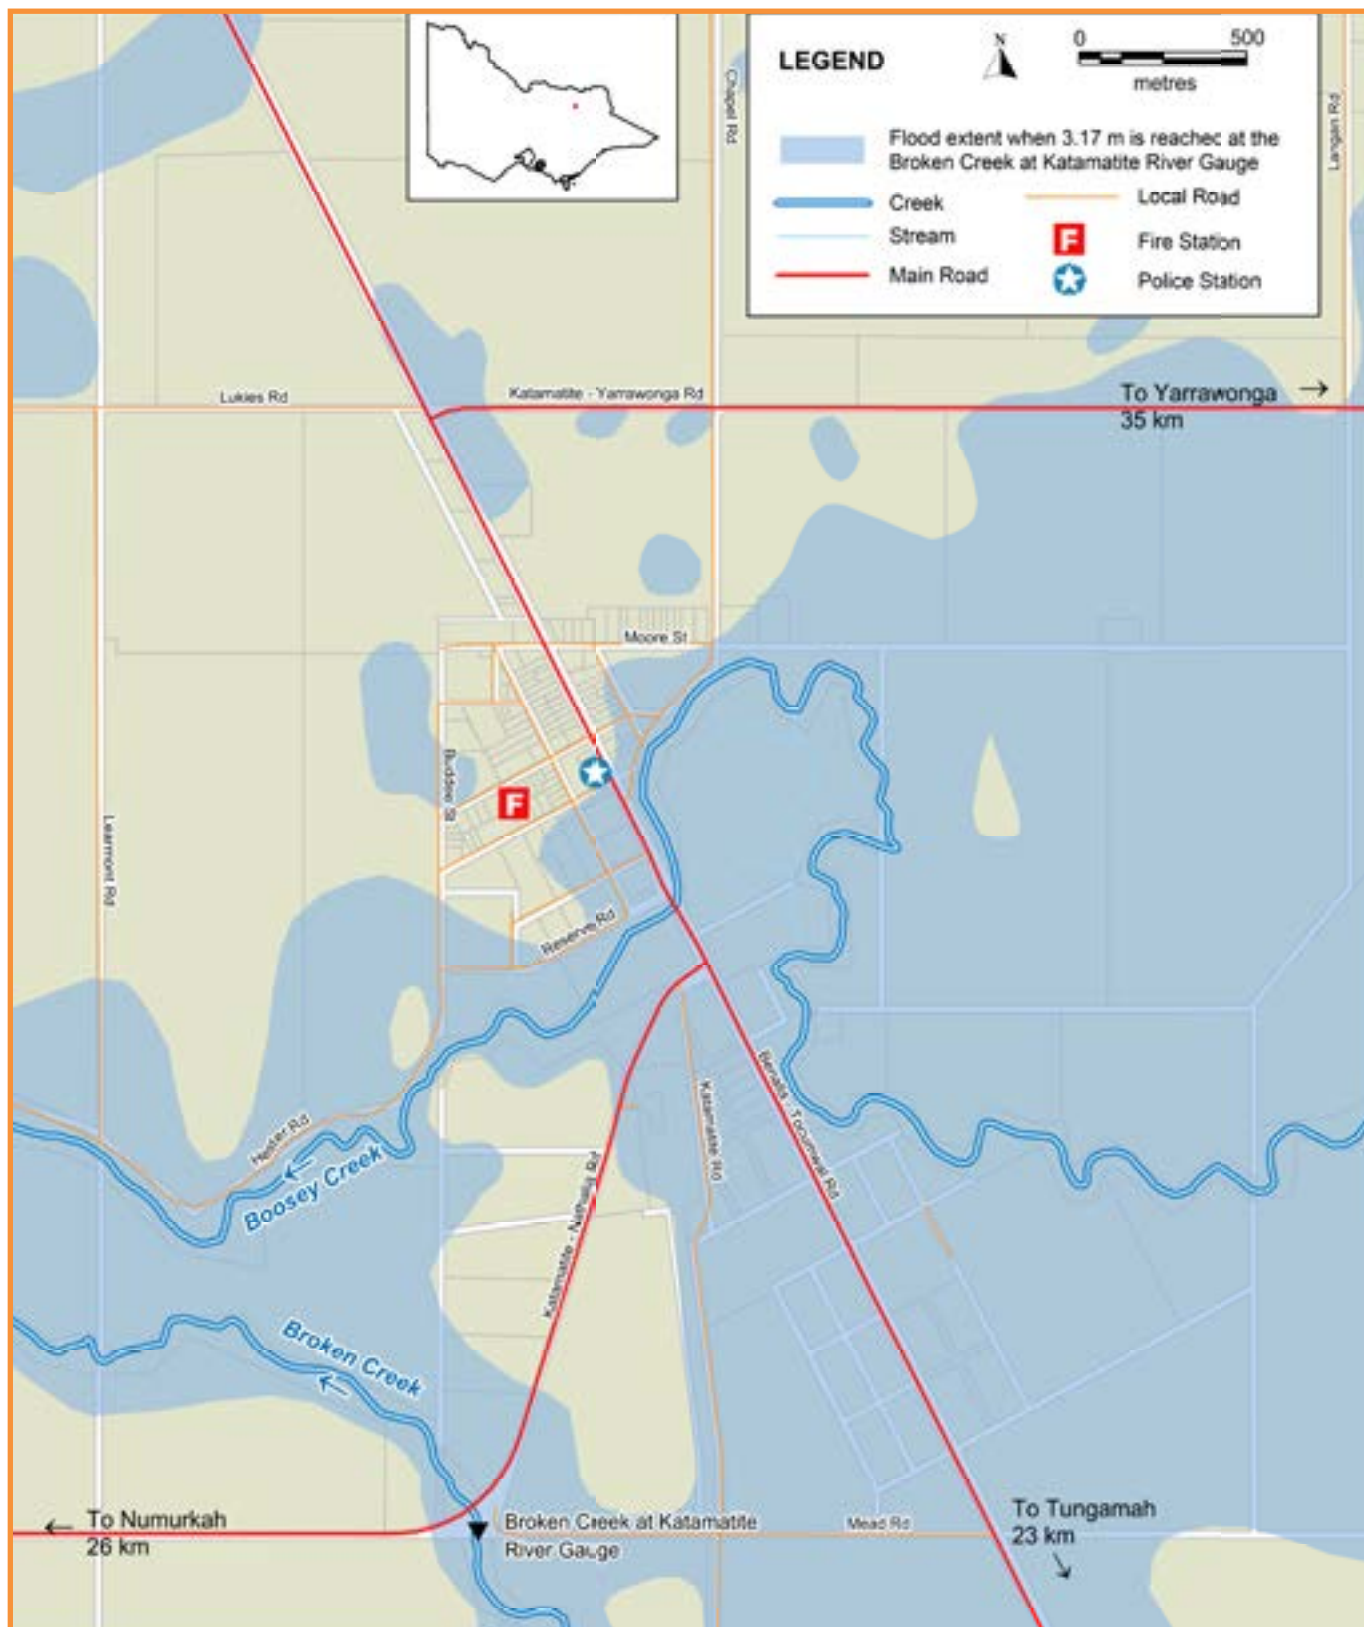 LEGEND
N
0 500
metres
Flood extent when 3.17 m is reached at the
Broken Creek at Katamatite River Gauge
Creek
Local Road
Stream
Fire Station
Main Road
Police Station
Chapel Rd
Langan Rd
Lukies Rd
Katamatite - Yarrawonga Rd
To Yarrawonga
35 km
Moore St
F
Learmont Rd
Reserve Rd
Benalla - Tocumwal Rd
Katamatite Rd
Hester Rd
Boosey Creek
Katamatite - Nathalia Rd
Broken Creek
To Numurkah
26 km
Broken Creek at Katamatite
River Gauge
Mead Rd
To Tungamah
23 km